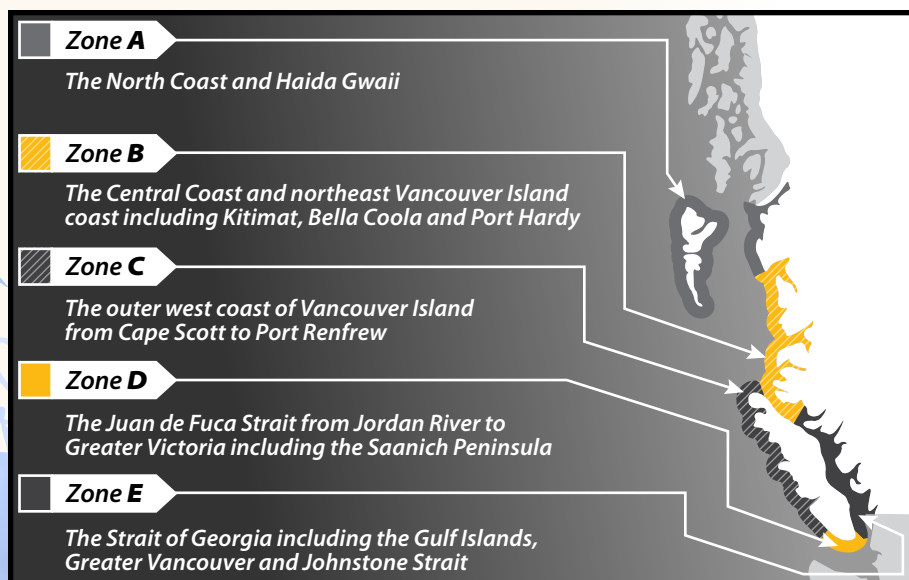 Zone A
The North Coast and Haida Gwaii
Zone B
The Central Coast and northeast Vancouver Island
coast including Kitimat, Bella Coola and Port Hardy
Zone C
The outer west coast of Vancouver Island
from Cape Scott to Port Renfrew
Zone D
The Juan de Fuca Strait from Jordan River to
Greater Victoria including the Saanich Peninsula
Zone E
The Strait of Georgia including the Gulf Islands,
Greater Vancouver and Johnstone Strait